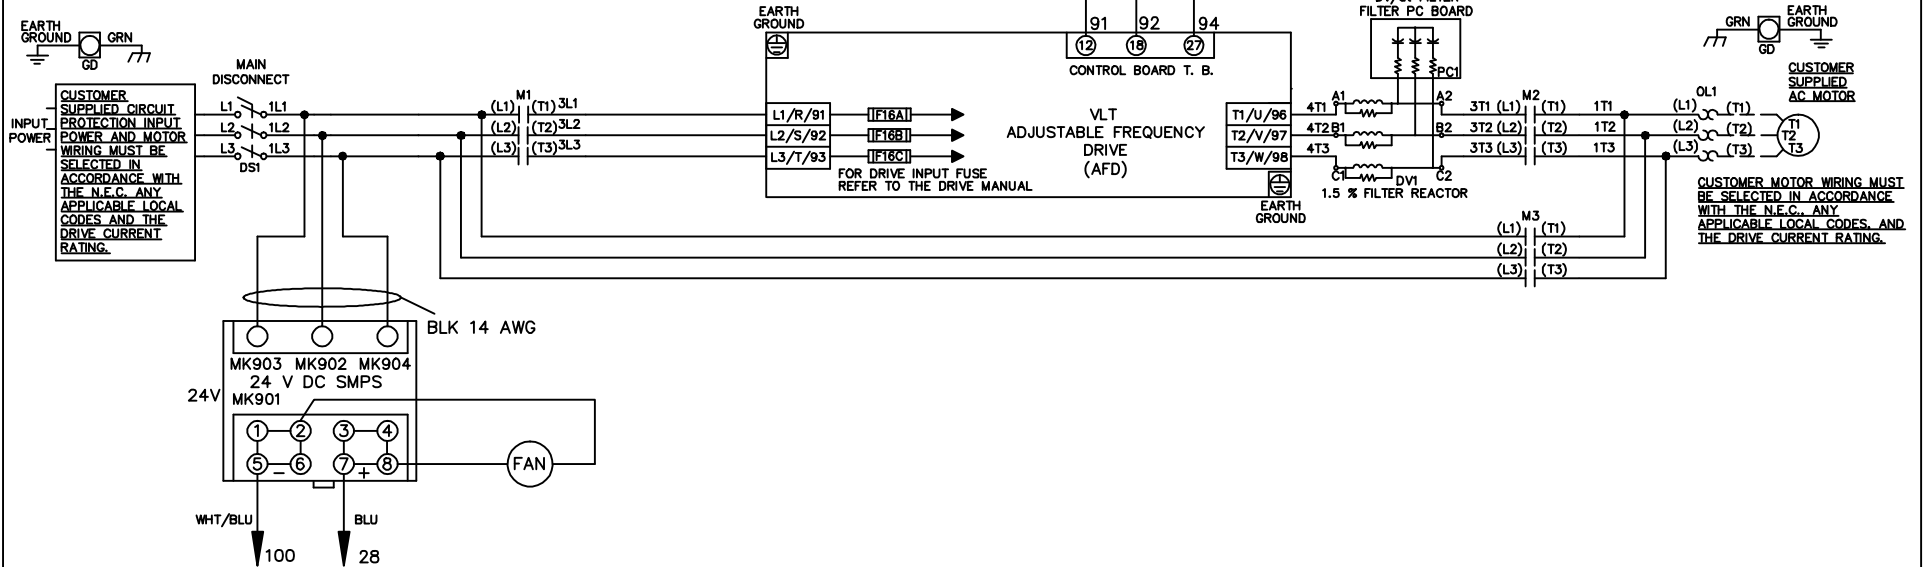 EARTH
GROUND
GRN
GD
INPUT
POWER
CUSTOMER
SUPPLIED CIRCUIT
PROTECTION INPUT
POWER AND MOTOR
WIRING MUST BE
SELECTED IN
ACCORDANCE WITH
THE N.E.C. ANY
APPLICABLE LOCAL
CODES AND THE
DRIVE CURRENT
RATING.
MAIN
DISCONNECT
L1 1L1
L2 1L2
L3 1L3
DS1
M1
(L1) (T1) 3L1
(L2) (T2) 3L2
(L3) (T3) 3L3
EARTH
GROUND
91 92 94
12 18 27
CONTROL BOARD T. B.
L1/R/91
L2/S/92
L3/T/93
F16A
F16B
F16C
FOR DRIVE INPUT FUSE
REFER TO THE DRIVE MANUAL
VLT
ADJUSTABLE FREQUENCY
DRIVE
(AFD)
T1/U/96
T2/V/97
T3/W/98
EARTH
GROUND
FILTER PC BOARD
PC1
4T1 A1 A2
4T2 B1 B2
4T3 C1 C2
DV1
1.5 % FILTER REACTOR
M2
3T1 (L1) (T1) 1T1
3T2 (L2) (T2) 1T2
3T3 (L3) (T3) 1T3
OL1
(L1) (T1)
(L2) (T2)
(L3) (T3)
T1
T2
T3
GRN
GD
EARTH
GROUND
CUSTOMER
SUPPLIED
AC MOTOR
CUSTOMER MOTOR WIRING MUST
BE SELECTED IN ACCORDANCE
WITH THE N.E.C., ANY
APPLICABLE LOCAL CODES, AND
THE DRIVE CURRENT RATING.
M3
(L1) (T1)
(L2) (T2)
(L3) (T3)
BLK 14 AWG
MK903 MK902 MK904
24 V DC SMPS
24V
MK901
1 2 3 4
5 - 6 7 + 8
FAN
WHT/BLU
BLU
100
28